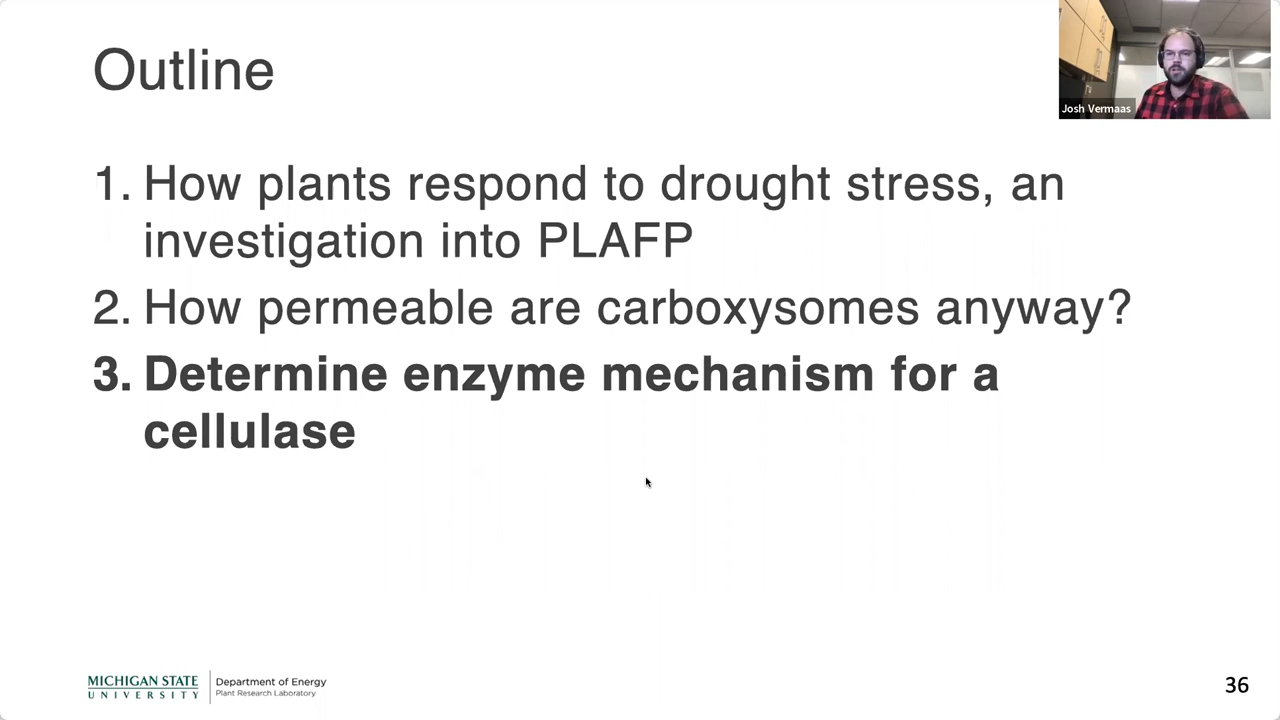 Outline
Josh Vermaas
1. How plants respond to drought stress, an
investigation into PLAFP
2. How permeable are carboxysomes anyway?
3. Determine enzyme mechanism for a
cellulase
MICHIGAN STATE
UNIVERSITY
Department of Energy
Plant Research Laboratory
36